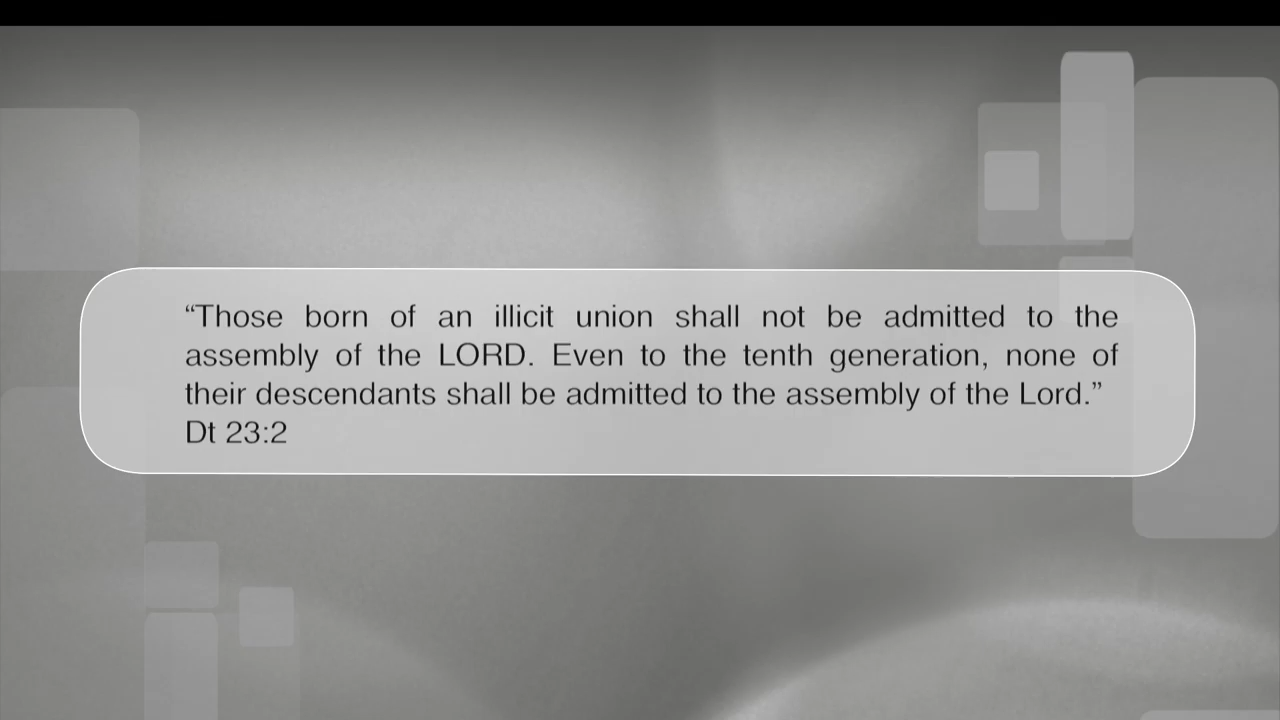 “Those born of an illicit union shall not be admitted to the
assembly of the LORD. Even to the tenth generation, none of
their descendants shall be admitted to the assembly of the Lord.”
Dt 23:2